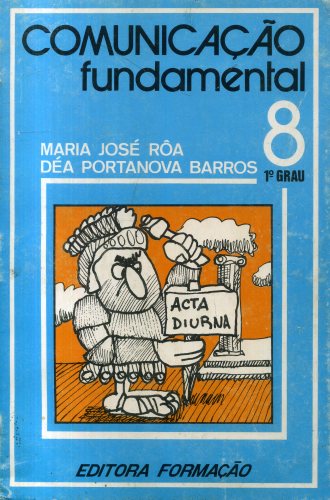 COMUNICAÇÃO
fundamental
MARIA JOSÉ RÔA
DÉA PORTANOVA BARROS
8
1º GRAU
ACTA
DIURNA
EDITORA FORMAÇÃO